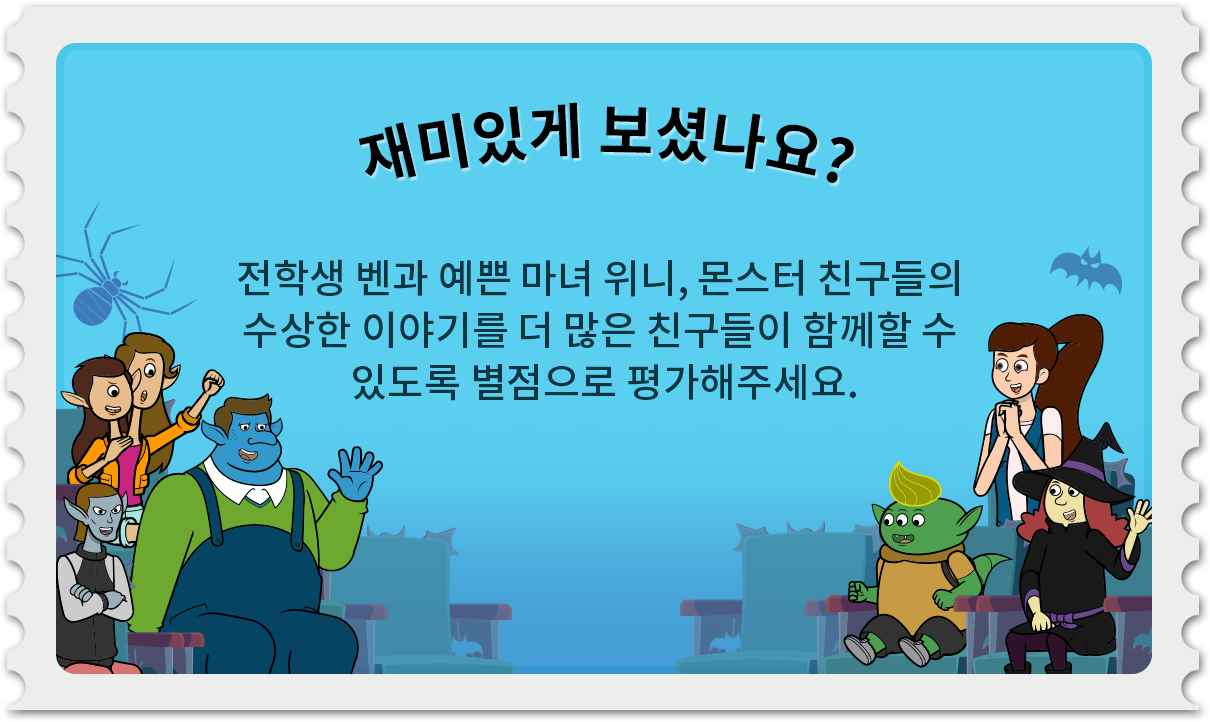 재미있게 보셨나요?
전학생 벤과 예쁜 마녀 위니, 몬스터 친구들의
수상한 이야기를 더 많은 친구들이 함께할 수
있도록 별점으로 평가해주세요.